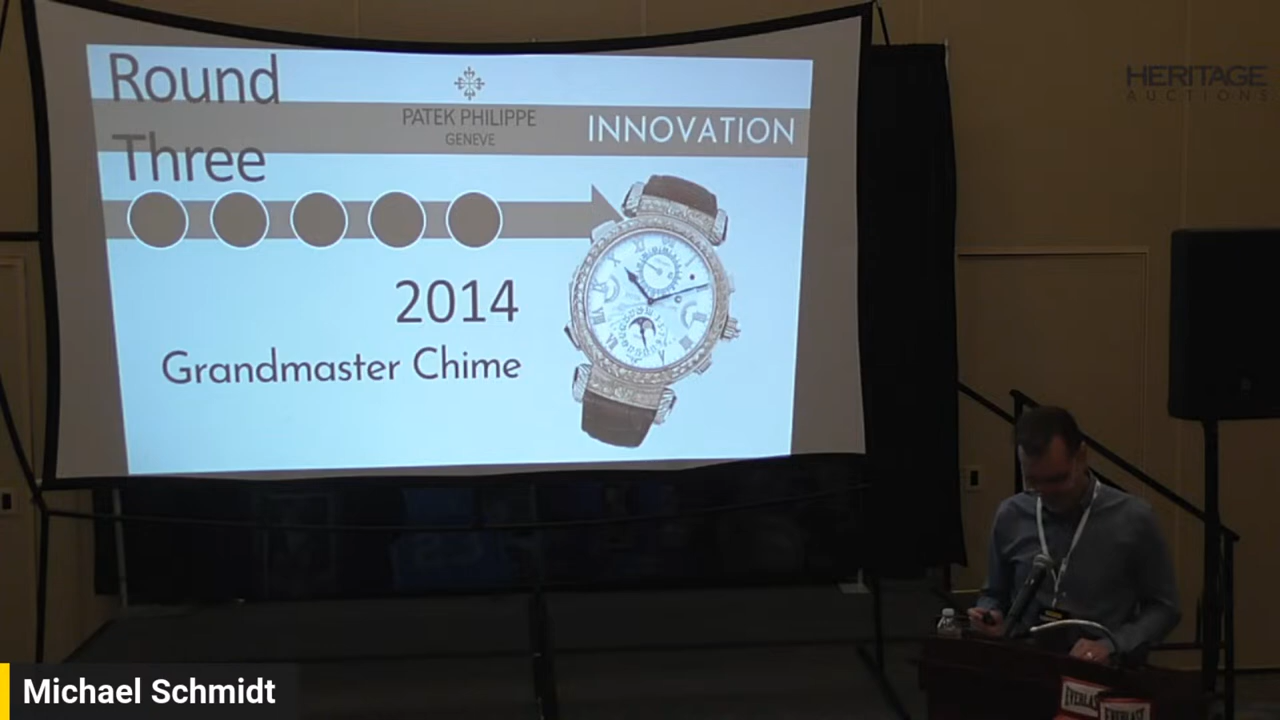 Round
Three
PATEK PHILIPPE
GENEVE
INNOVATION
2014
Grandmaster Chime
HERITAGE
AUCTIONS
Michael Schmidt
EVERLAST